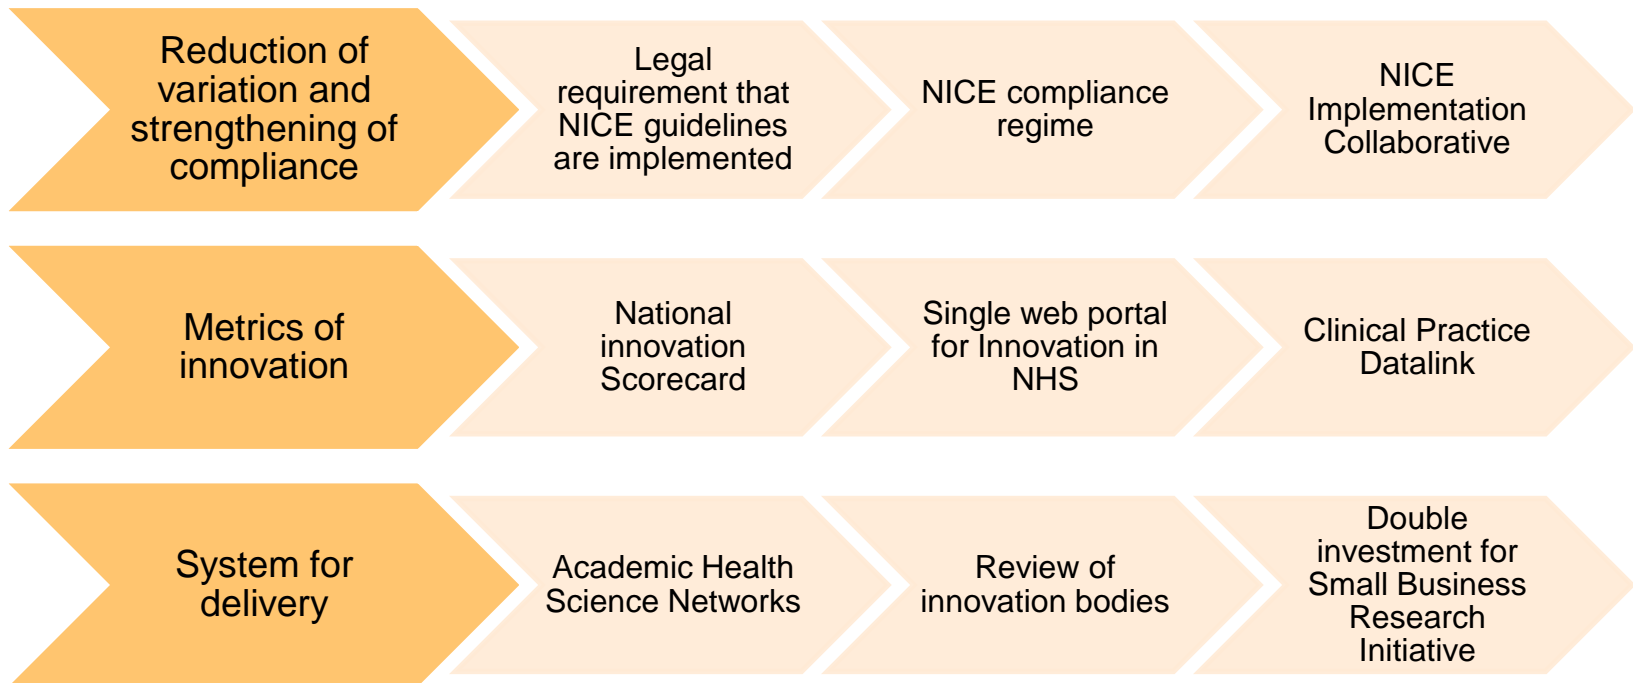 Reduction of
variation and
strengthening of
compliance
Legal
requirement that
NICE guidelines
are implemented
NICE compliance
regime
NICE
Implementation
Collaborative
Metrics of
innovation
National
innovation
Scorecard
Single web portal
for Innovation in
NHS
Clinical Practice
Datalink
System for
delivery
Academic Health
Science Networks
Review of
innovation bodies
Double
investment for
Small Business
Research
Initiative